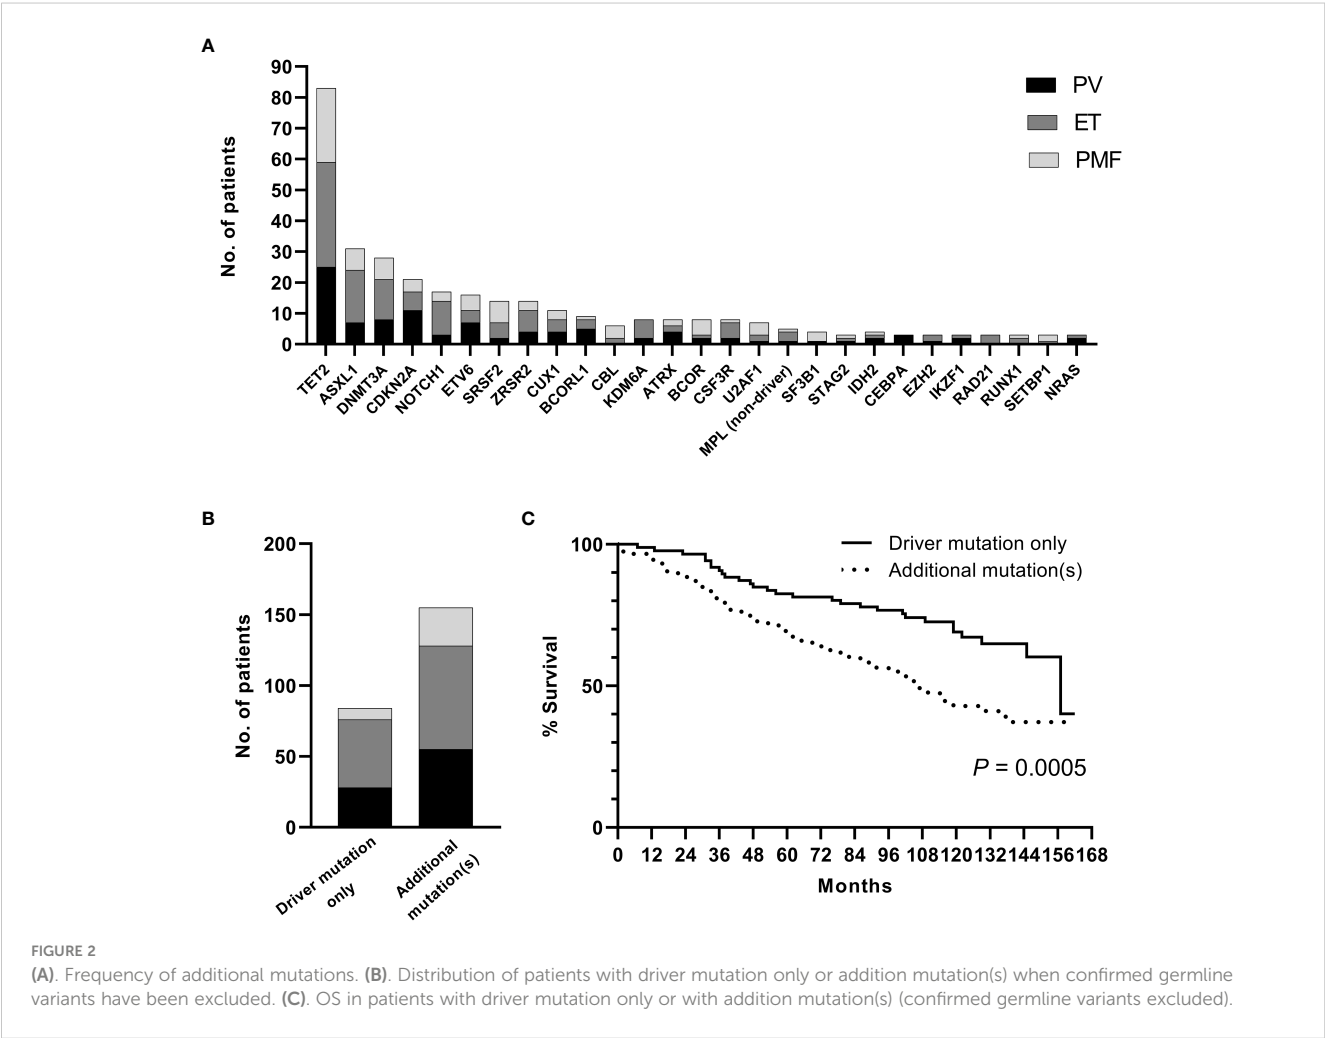 A
No. of patients
90
80
70
60
50
40
30
20
10
0
PV
ET
PMF
TET2
ASXL1
DNMT3A
CDKN2A
NOTCH1
ETV6
SRSF2
ZRSR2
CUX1
BCORL1
CBL
KDM6A
ATRX
BCOR
CSF3R
U2AF1
MPL (non-driver)
SF3B1
STAG2
IDH2
CEBPA
EZH2
IKZF1
RAD21
RUNX1
SETBP1
NRAS
B
No. of patients
200
150
100
50
0
Driver mutation
only
Additional
mutation(s)
C
% Survival
100
50
0
Driver mutation only
Additional mutation(s)
P = 0.0005
0 12 24 36 48 60 72 84 96 108 120 132 144 156 168
Months
FIGURE 2
(A). Frequency of additional mutations. (B). Distribution of patients with driver mutation only or addition mutation(s) when confirmed germline
variants have been excluded. (C). OS in patients with driver mutation only or with addition mutation(s) (confirmed germline variants excluded).